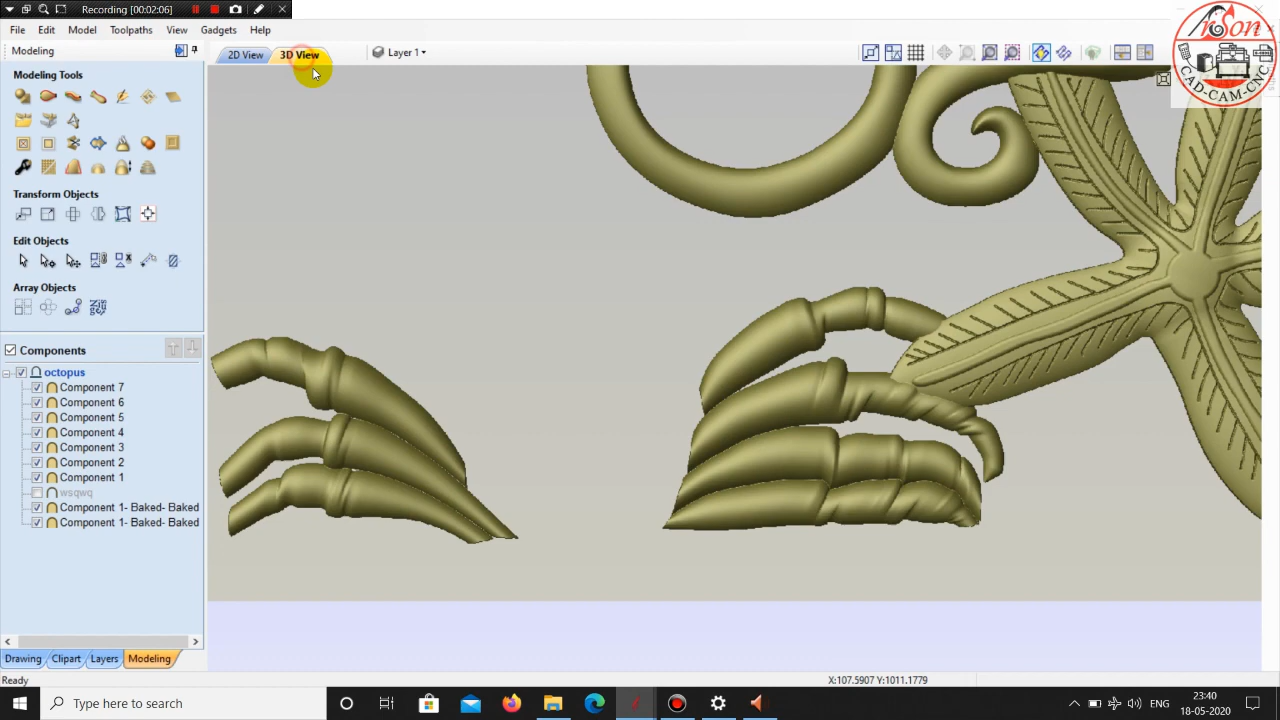 Recording [00:02:06]
File Edit Model Toolpaths View Gadgets Help
Modeling
2D View 3D View Layer 1
Modeling Tools
Transform Objects
Edit Objects
Array Objects
Components
octopus
Component 7
Component 6
Component 5
Component 4
Component 3
Component 2
Component 1
wsqwq
Component 1- Baked- Baked
Component 1- Baked- Baked
Drawing Clipart Layers Modeling
Ready X:107.5907 Y:1011.1779
Type here to search
ENG
23:40
18-05-2020
CAD-CAM-CNC